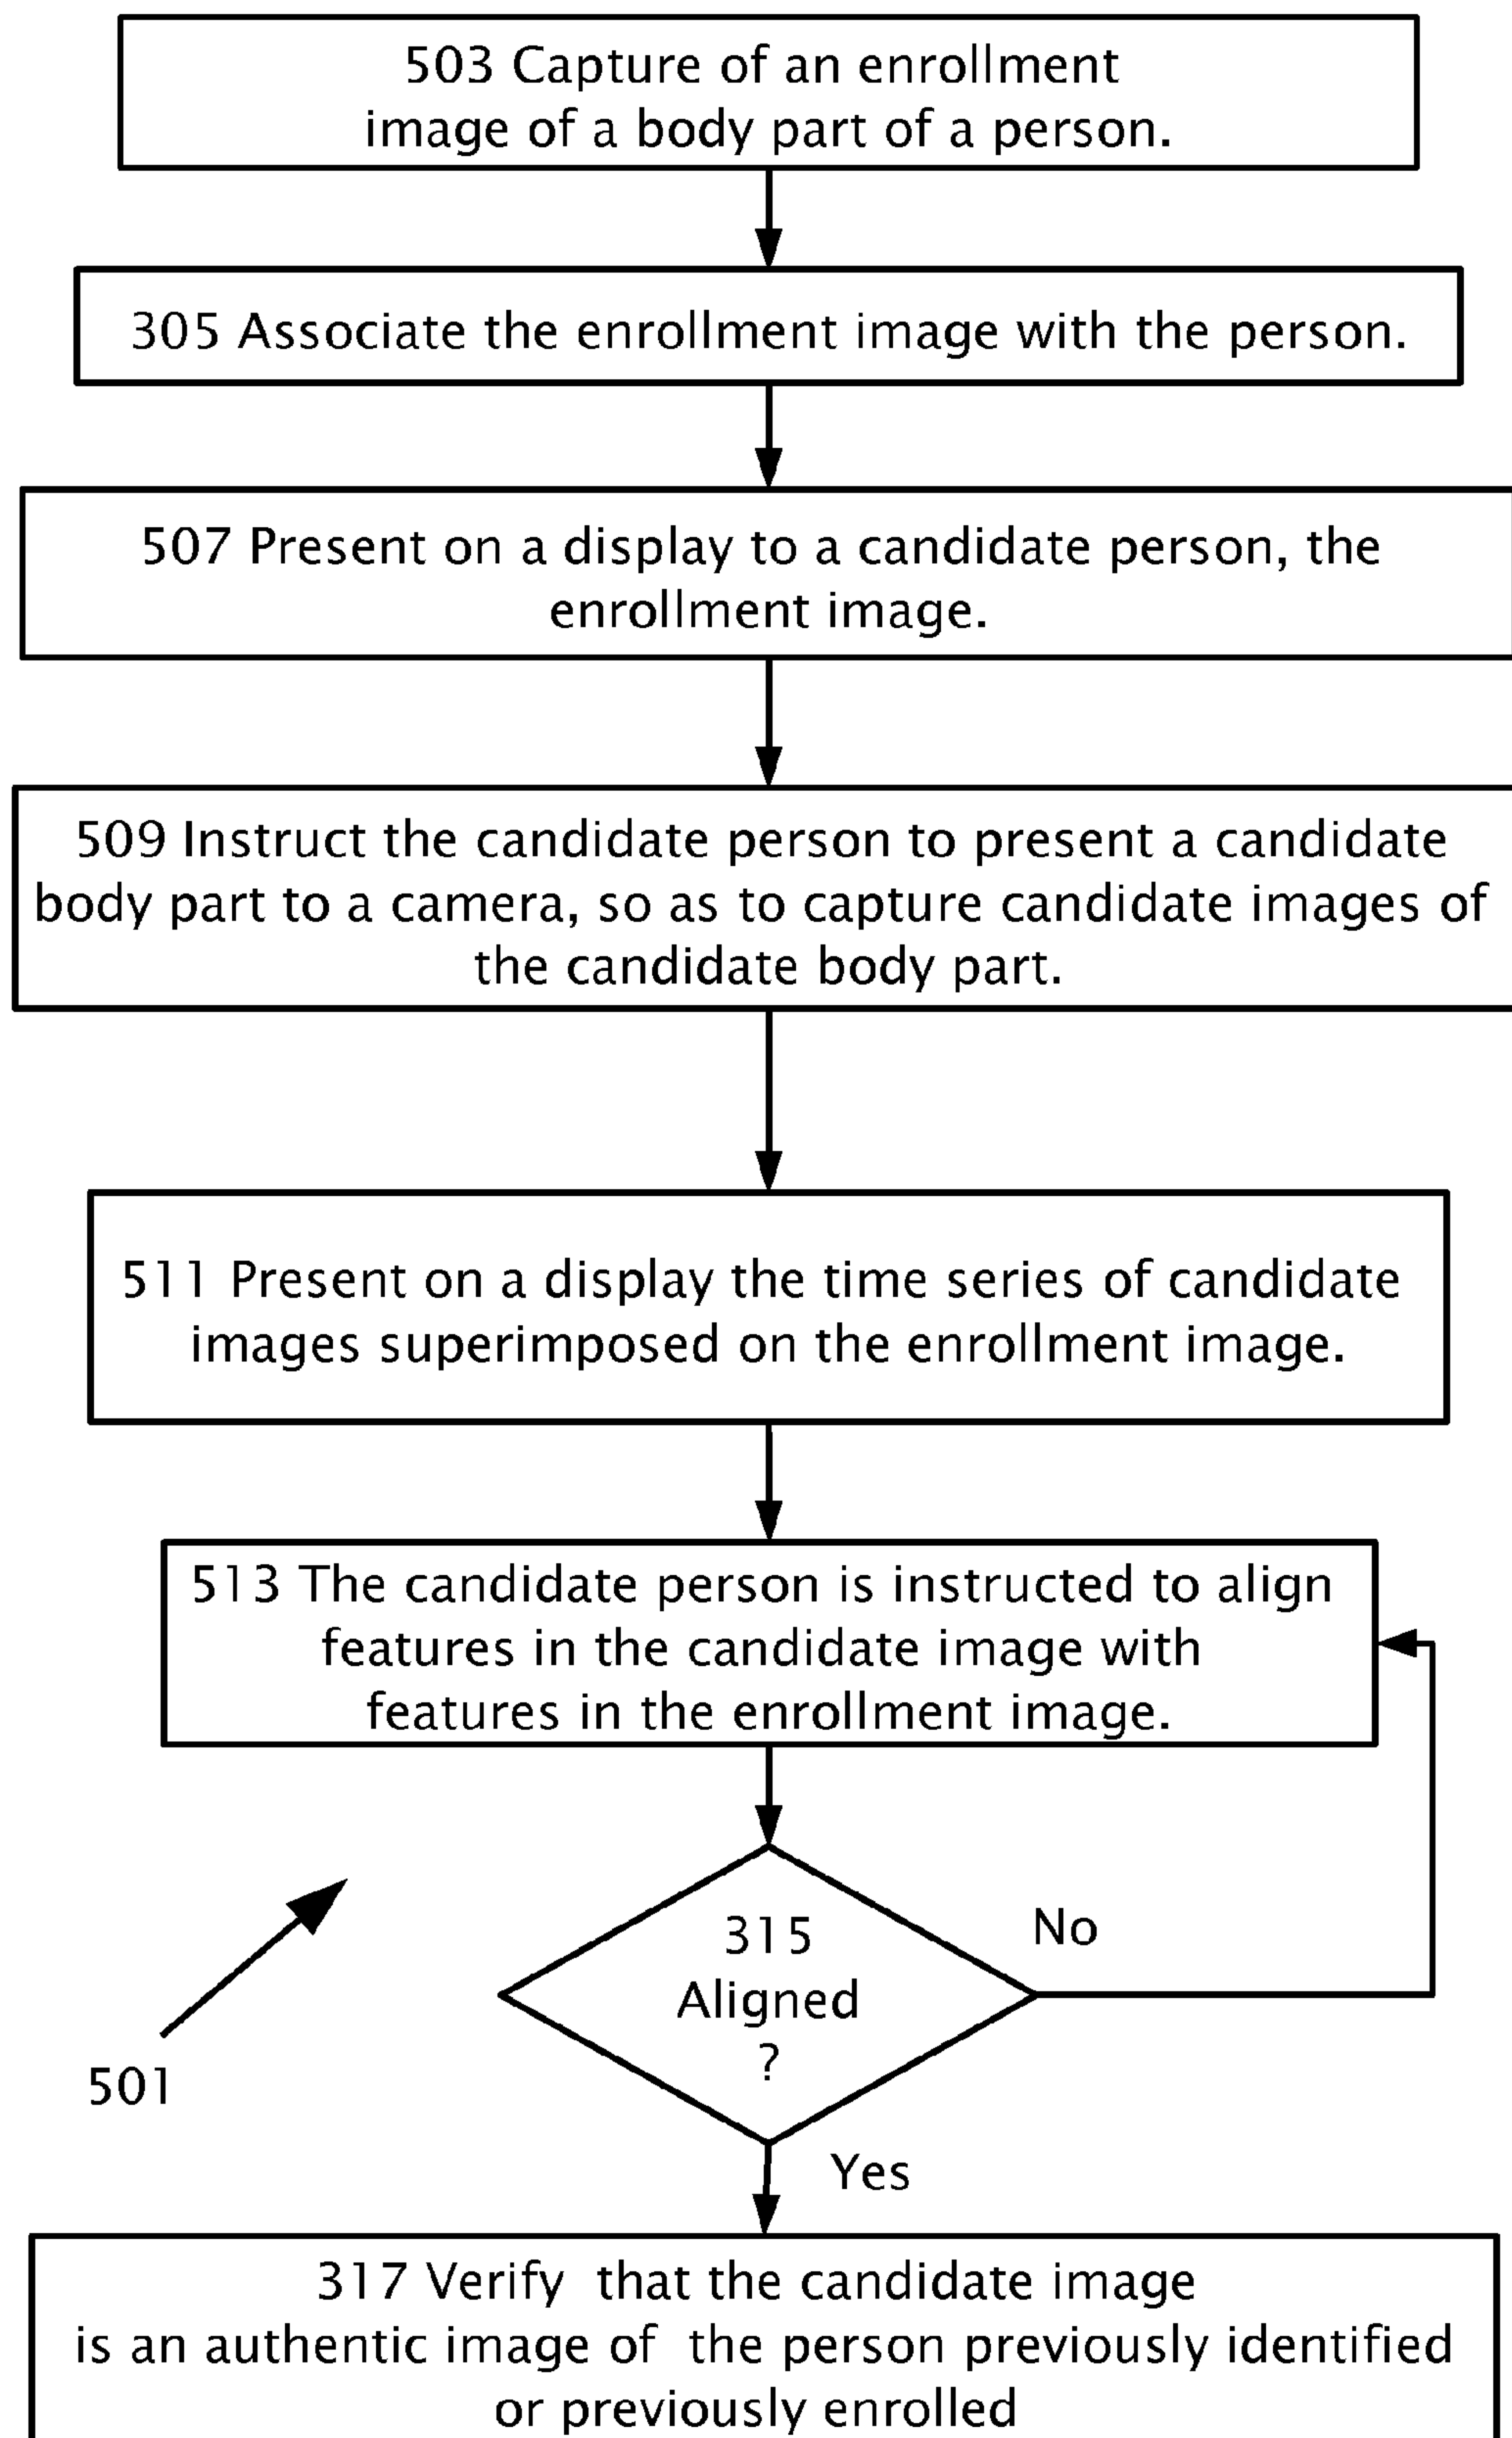 503 Capture of an enrollment
image of a body part of a person.
305 Associate the enrollment image with the person.
507 Present on a display to a candidate person, the
enrollment image.
509 Instruct the candidate person to present a candidate
body part to a camera, so as to capture candidate images of
the candidate body part.
511 Present on a display the time series of candidate
images superimposed on the enrollment image.
513 The candidate person is instructed to align
features in the candidate image with
features in the enrollment image.
315
Aligned
?
No
501
Yes
317 Verify that the candidate image
is an authentic image of the person previously identified
or previously enrolled